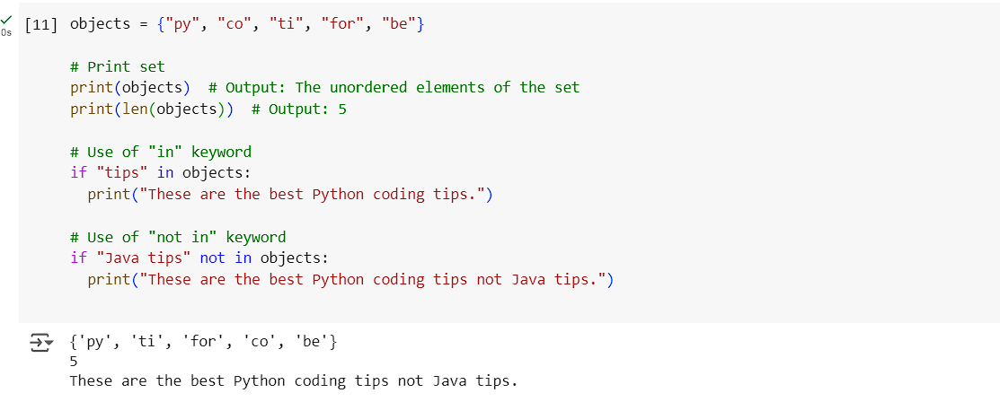 [11] objects = {"py", "co", "ti", "for", "be"}
0s
# Print set
print(objects)  # Output: The unordered elements of the set
print(len(objects))  # Output: 5
# Use of "in" keyword
if "tips" in objects:
  print("These are the best Python coding tips.")
# Use of "not in" keyword
if "Java tips" not in objects:
  print("These are the best Python coding tips not Java tips.")
{'py', 'ti', 'for', 'co', 'be'}
5
These are the best Python coding tips not Java tips.